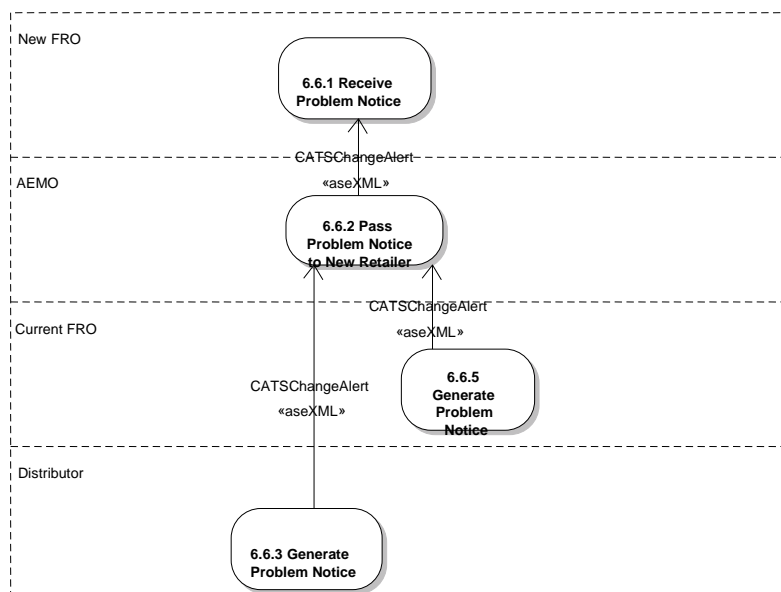 New FRO
6.6.1 Receive
Problem Notice
CATSChangeAlert
«aseXML»
AEMO
6.6.2 Pass
Problem Notice
to New Retailer
CATSChangeAlert
«aseXML»
Current FRO
6.6.5
Generate
Problem
Notice
CATSChangeAlert
«aseXML»
Distributor
6.6.3 Generate
Problem Notice